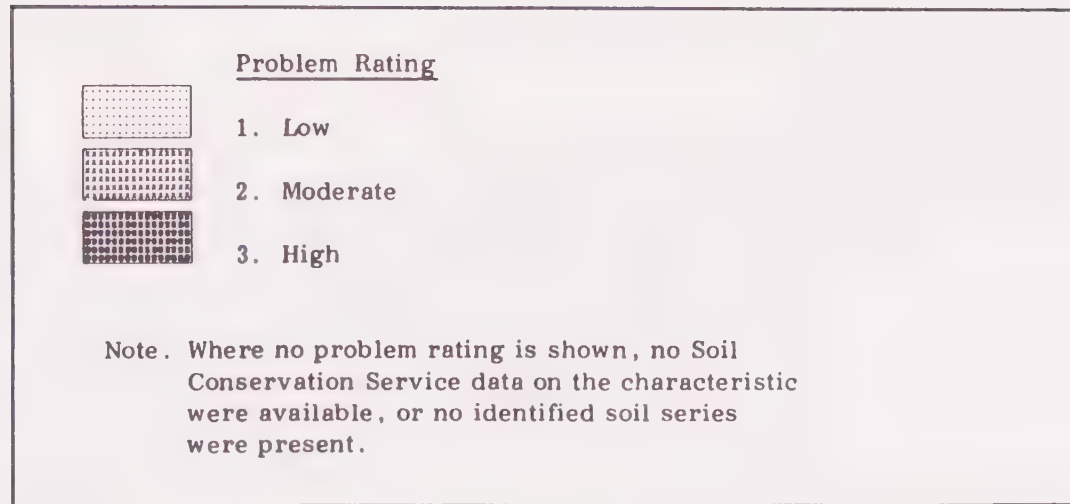 Problem Rating
1. Low
2. Moderate
3. High
Note. Where no problem rating is shown, no Soil
Conservation Service data on the characteristic
were available, or no identified soil series
were present.